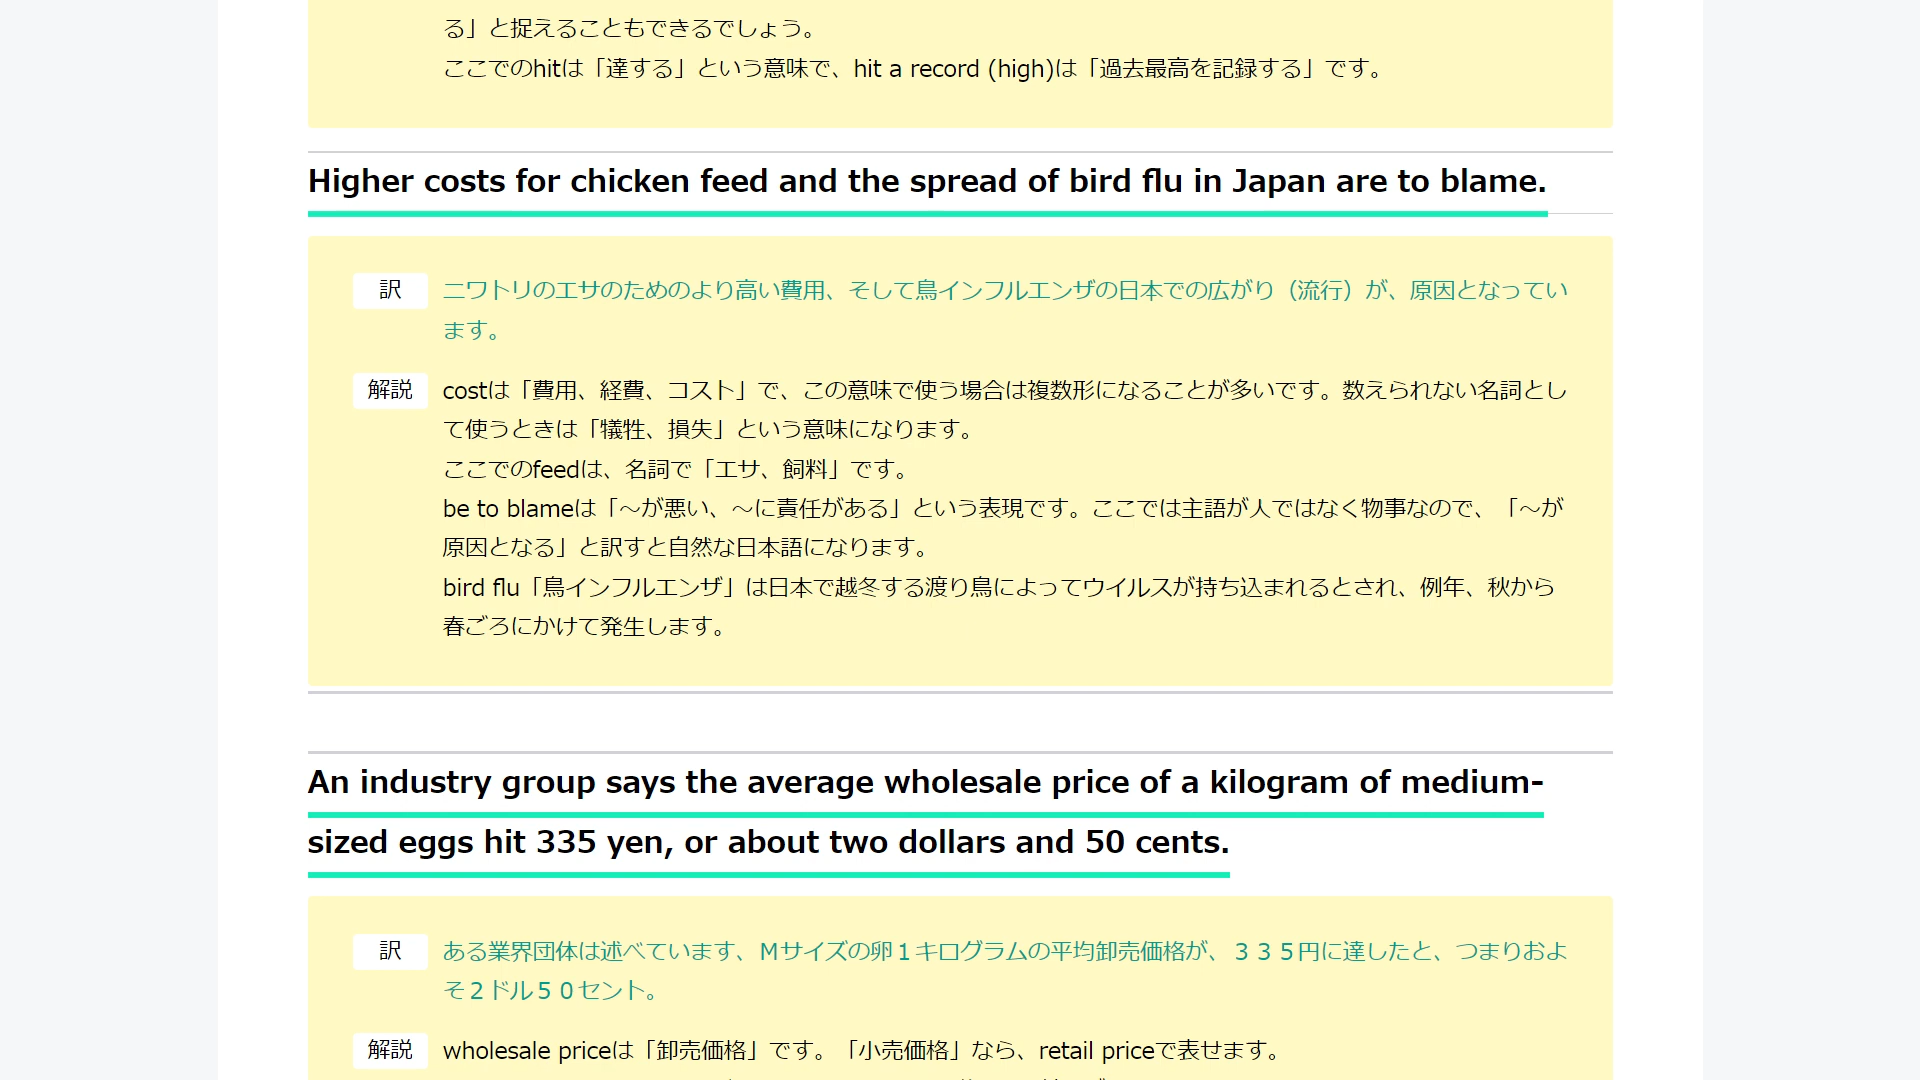 る」と捉えることもできるでしょう。
ここでのhitは「達する」という意味で、hit a record (high)は「過去最高を記録する」です。
Higher costs for chicken feed and the spread of bird flu in Japan are to blame.
訳
ニワトリのエサのためのより高い費用、そして鳥インフルエンザの日本での広がり（流行）が、原因となってい
ます。
解説
costは「費用、経費、コスト」で、この意味で使う場合は複数形になることが多いです。数えられない名詞とし
て使うときは「犠牲、損失」という意味になります。
ここでのfeedは、名詞で「エサ、飼料」です。
be to blameは「～が悪い、～に責任がある」という表現です。ここでは主語が人ではなく物事なので、「～が
原因となる」と訳すと自然な日本語になります。
bird flu「鳥インフルエンザ」は日本で越冬する渡り鳥によってウイルスが持ち込まれるとされ、例年、秋から
春ごろにかけて発生します。
An industry group says the average wholesale price of a kilogram of medium-
sized eggs hit 335 yen, or about two dollars and 50 cents.
訳
ある業界団体は述べています、Ｍサイズの卵１キログラムの平均卸売価格が、３３５円に達したと、つまりおよ
そ２ドル５０セント。
解説
wholesale priceは「卸売価格」です。「小売価格」なら、retail priceで表せます。